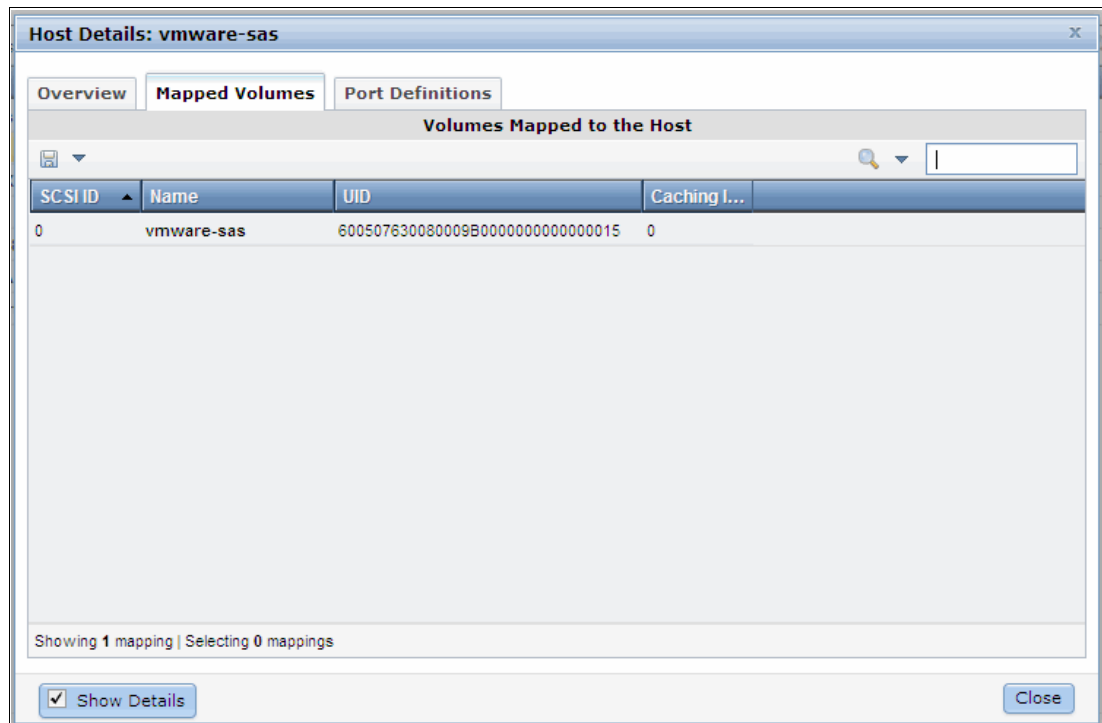 Host Details: vmware-sas x
Overview Mapped Volumes Port Definitions
Volumes Mapped to the Host
SCSI ID Name UID Caching I...
0 vmware-sas 600507630080009B0000000000000015 0
Showing 1 mapping | Selecting 0 mappings
Show Details Close